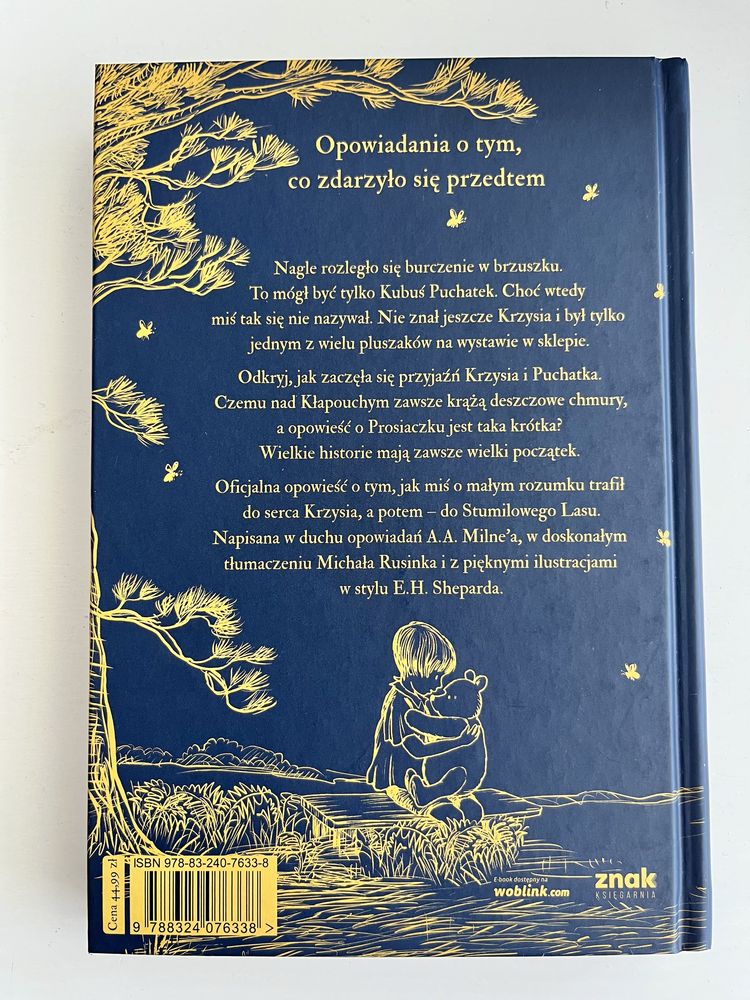 Opowiadania o tym,
co zdarzyło się przedtem
Nagle rozległo się burczenie w brzuszku.
To mógł być tylko Kubuś Puchatek. Choć wtedy
miś tak się nie nazywał. Nie znał jeszcze Krzysia i był tylko
jednym z wielu pluszaków na wystawie w sklepie.
Odkryj, jak zaczęła się przyjaźń Krzysia i Puchatka.
Czemu nad Kłapouchym zawsze krążą deszczowe chmury,
a opowieść o Prosiaczku jest taka krótka?
Wielkie historie mają zawsze wielki początek.
Oficjalna opowieść o tym, jak miś o małym rozumku trafił
do serca Krzysia, a potem – do Stumilowego Lasu.
Napisana w duchu opowiadań A.A. Milne’a, w doskonałym
tłumaczeniu Michała Rusinka i z pięknymi ilustracjami
w stylu E.H. Sheparda.
Cena 44,99 zł
ISBN 978-83-240-7633-8
9 788324 076338 >
E-book dostępny na
woblink.com
znak
KSIĘGARNIA